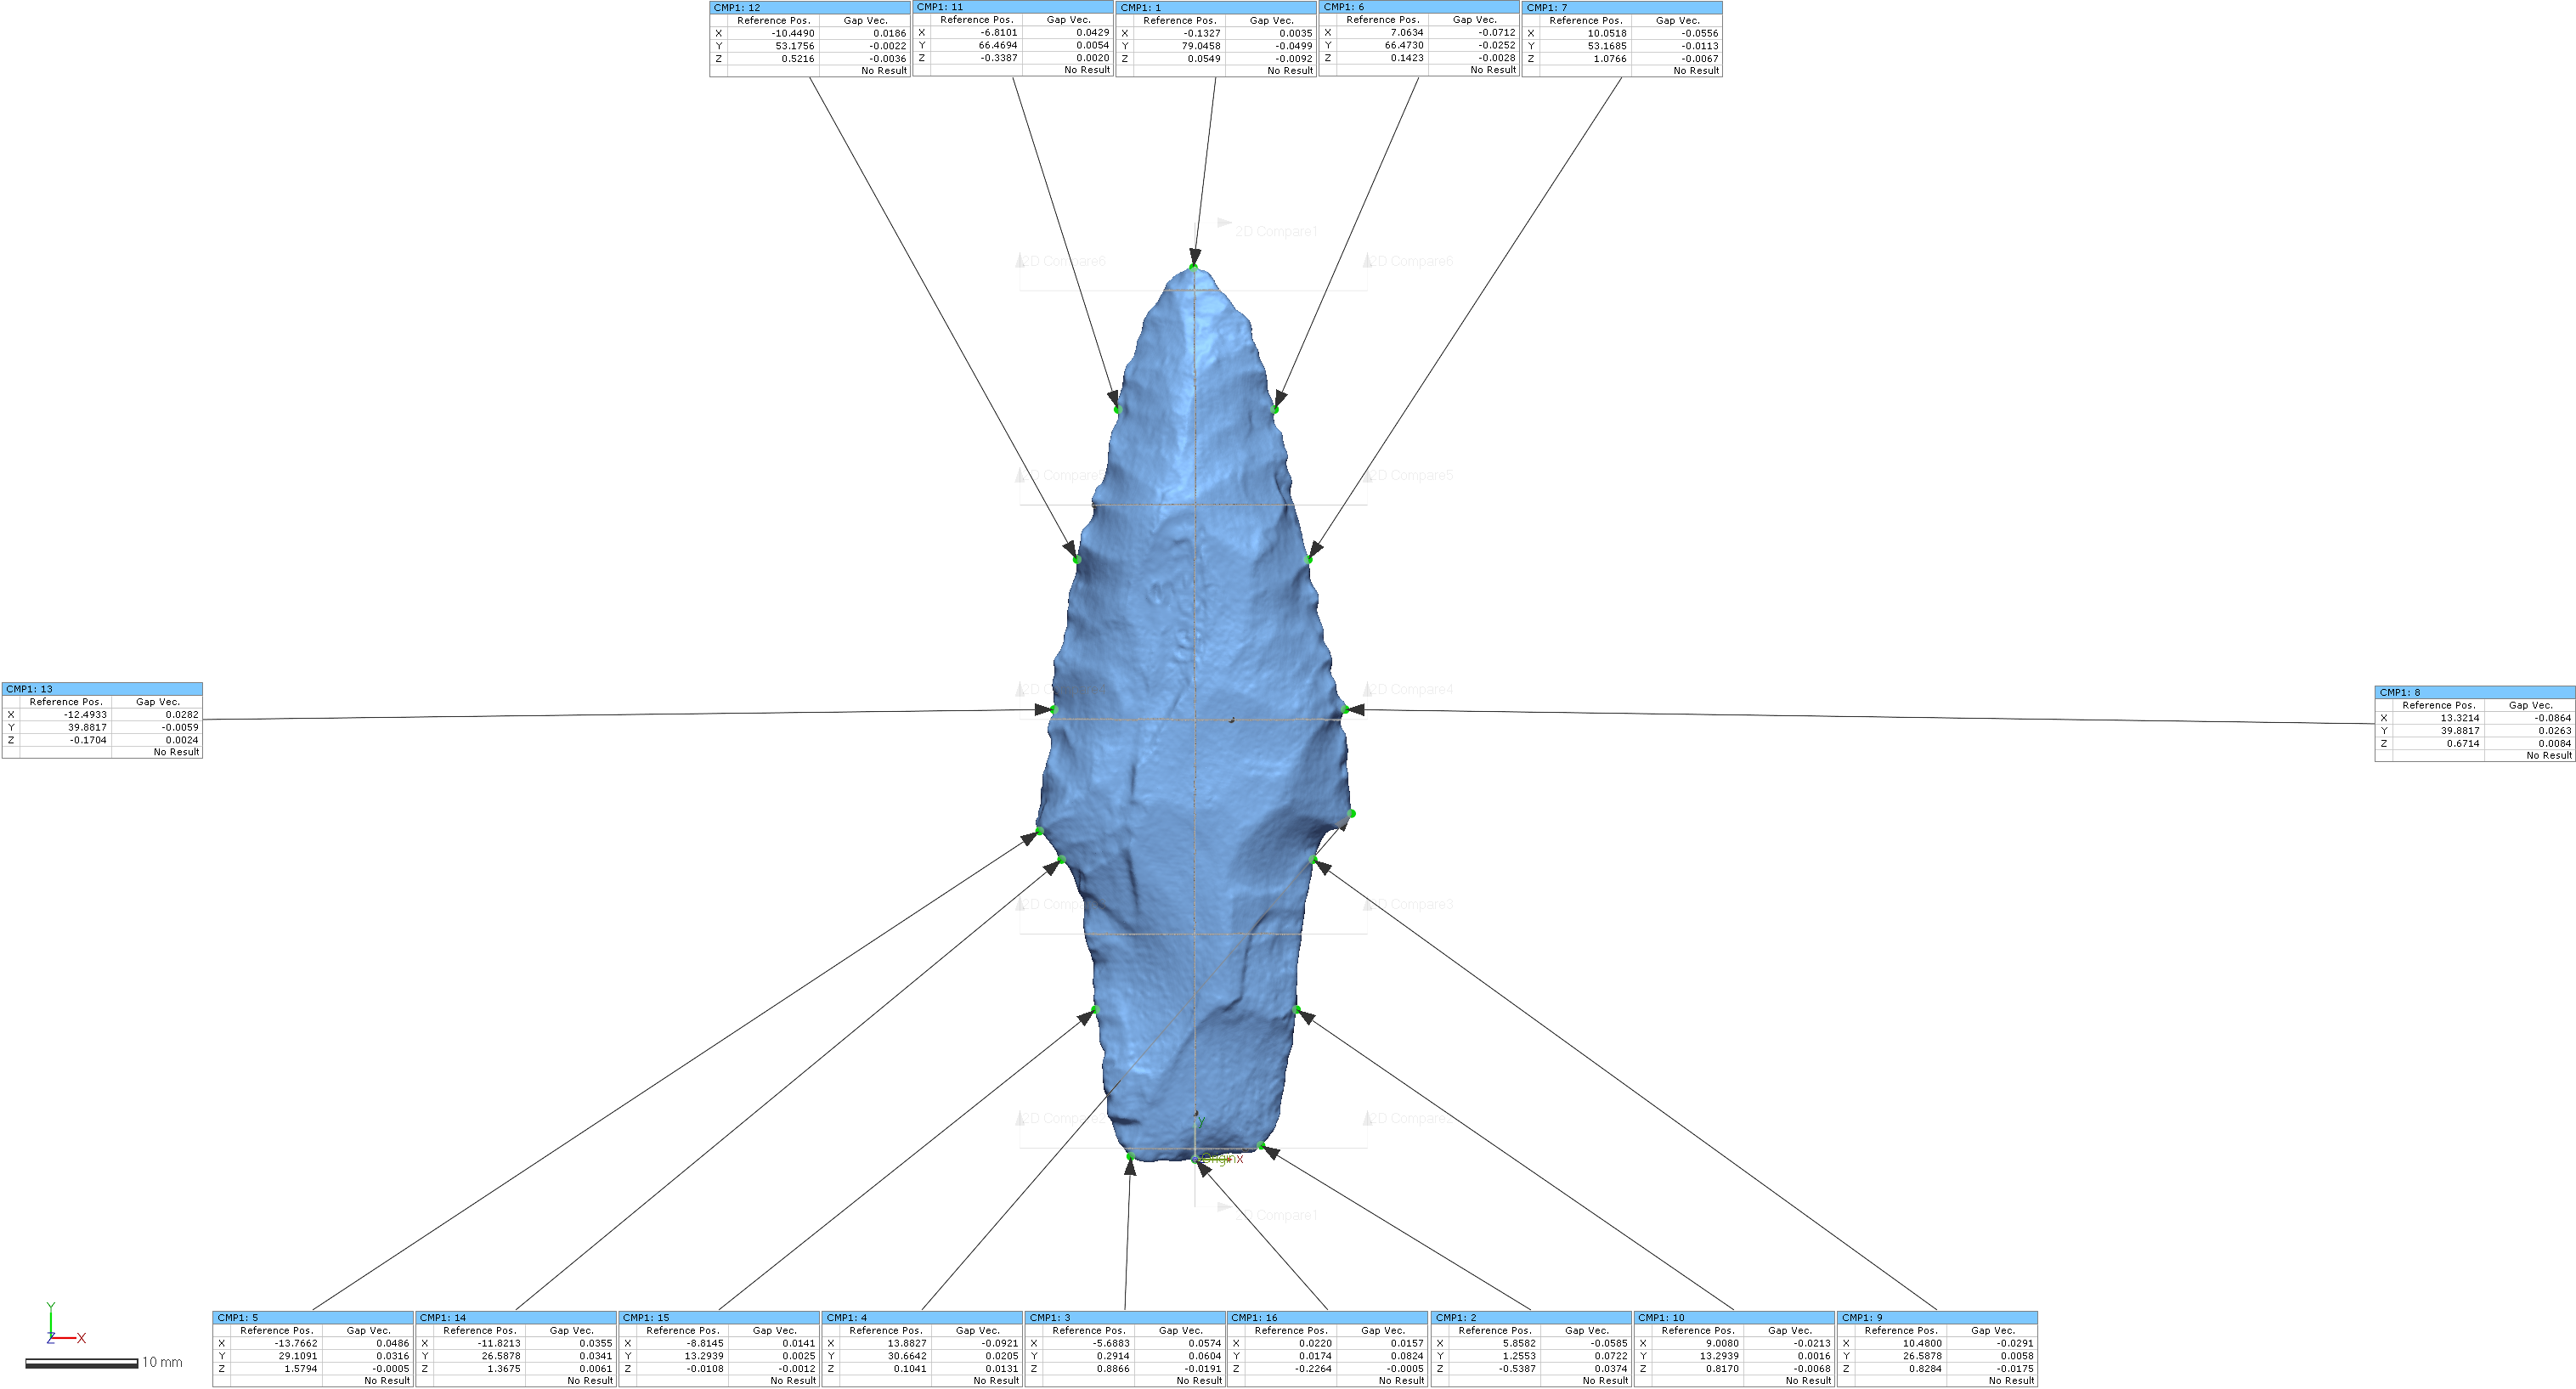 CMP1: 12
Reference Pos. Gap Vec.
X -10.4490 0.0186
Y 53.1756 -0.0022
Z 0.5216 -0.0036
No Result
CMP1: 11
Reference Pos. Gap Vec.
X -6.8101 0.0429
Y 66.4694 0.0054
Z -0.3387 0.0020
No Result
CMP1: 1
Reference Pos. Gap Vec.
X -0.1327 0.0035
Y 79.0458 -0.0499
Z 0.0549 -0.0092
No Result
CMP1: 6
Reference Pos. Gap Vec.
X 7.0634 -0.0712
Y 66.4730 -0.0252
Z 0.1423 -0.0028
No Result
CMP1: 7
Reference Pos. Gap Vec.
X 10.0518 -0.0556
Y 53.1685 -0.0113
Z 1.0766 -0.0067
No Result
2D Compare1
2D Compare6
2D Compare6
2D Compare5
2D Compare5
CMP1: 13
Reference Pos. Gap Vec.
X -12.4933 0.0282
Y 39.8817 -0.0059
Z -0.1704 0.0024
No Result
2D Compare4
CMP1: 8
Reference Pos. Gap Vec.
X 13.3214 -0.0864
Y 39.8817 0.0263
Z 0.6714 0.0084
No Result
2D Comp
2D Compare3
2D Compare2
2D Compare2
Y
Origin X
2D Compare1
Y
Z X
10 mm
CMP1: 5
Reference Pos. Gap Vec.
X -13.7662 0.0486
Y 29.1091 0.0316
Z 1.5794 -0.0005
No Result
CMP1: 14
Reference Pos. Gap Vec.
X -11.8213 0.0355
Y 26.5878 0.0341
Z 1.3675 0.0061
No Result
CMP1: 15
Reference Pos. Gap Vec.
X -8.8145 0.0141
Y 13.2939 0.0025
Z -0.0108 -0.0012
No Result
CMP1: 4
Reference Pos. Gap Vec.
X 13.8827 -0.0921
Y 30.6642 0.0205
Z 0.1041 0.0131
No Result
CMP1: 3
Reference Pos. Gap Vec.
X -5.6883 0.0574
Y 0.2914 0.0604
Z 0.8866 -0.0191
No Result
CMP1: 16
Reference Pos. Gap Vec.
X 0.0220 0.0157
Y 0.0174 0.0824
Z -0.2264 -0.0005
No Result
CMP1: 2
Reference Pos. Gap Vec.
X 5.8582 -0.0585
Y 1.2553 0.0722
Z -0.5387 0.0374
No Result
CMP1: 10
Reference Pos. Gap Vec.
X 9.0080 -0.0213
Y 13.2939 0.0016
Z 0.8170 -0.0068
No Result
CMP1: 9
Reference Pos. Gap Vec.
X 10.4800 -0.0291
Y 26.5878 0.0058
Z 0.8284 -0.0175
No Result